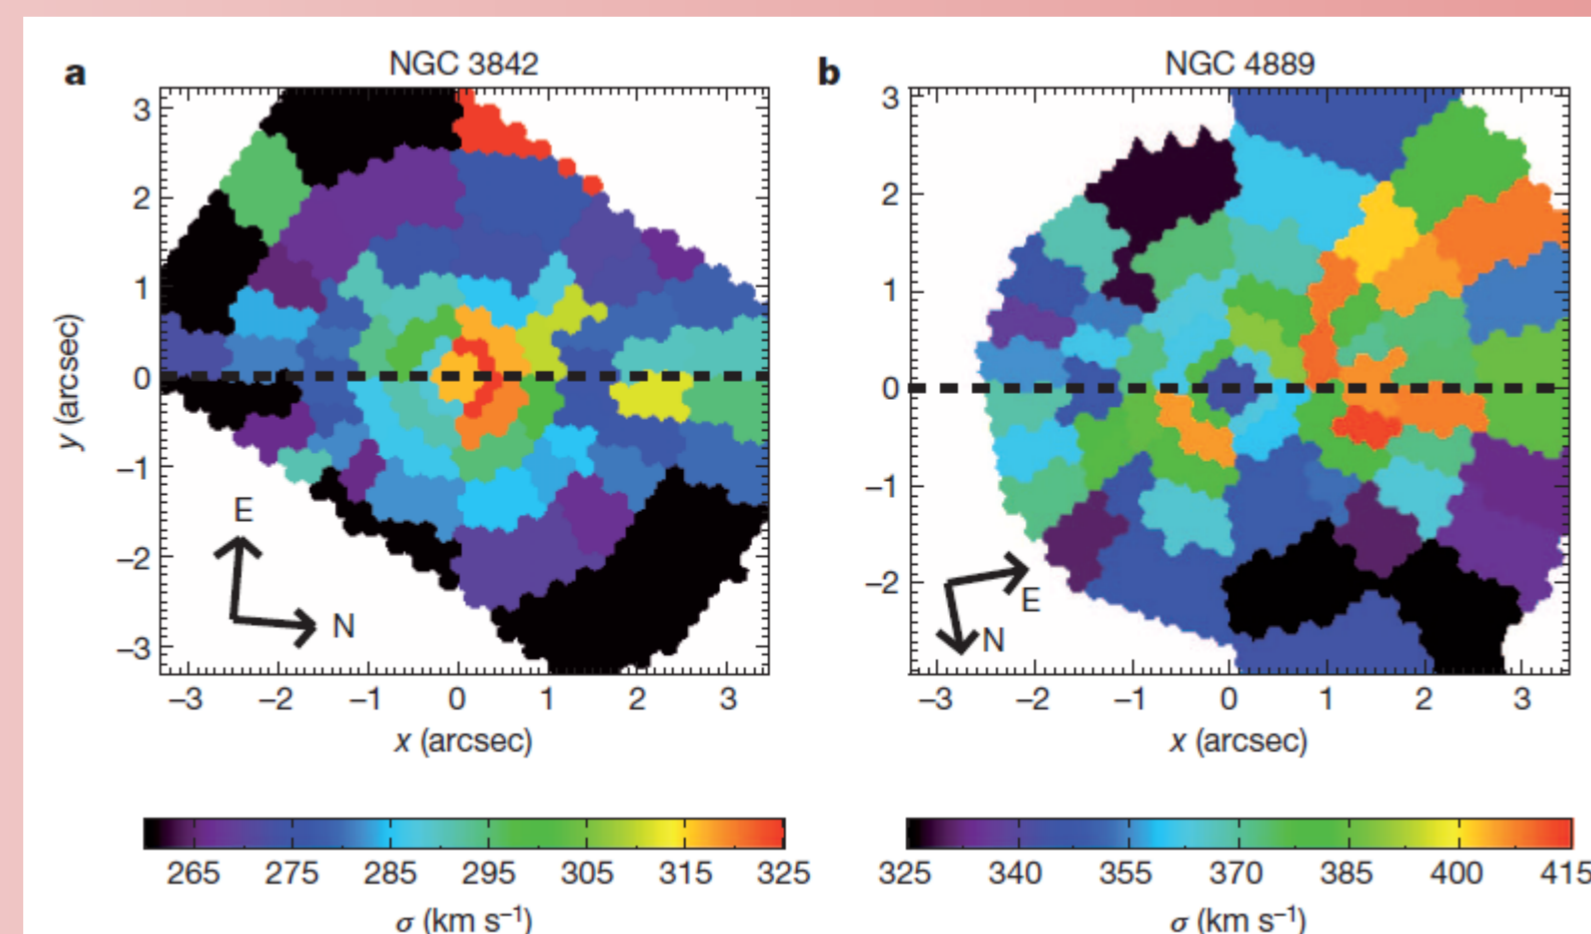 a
NGC 3842
3
2
1
0
−1
−2
−3
y (arcsec)
E
N
−3 −2 −1 0 1 2 3
x (arcsec)
265 275 285 295 305 315 325
σ (km s⁻¹)
b
NGC 4889
3
2
1
0
−1
−2
E
N
−3 −2 −1 0 1 2 3
x (arcsec)
325 340 355 370 385 400 415
σ (km s⁻¹)